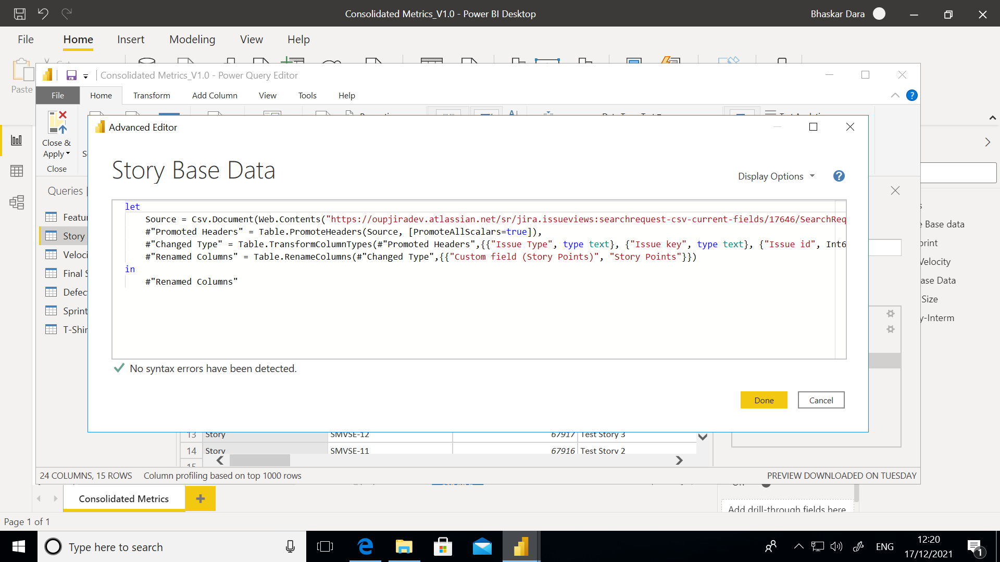 Consolidated Metrics_V1.0 - Power BI Desktop
Bhaskar Dara
File Home Insert Modeling View Help
Paste
Consolidated Metrics_V1.0 - Power Query Editor
File Home Transform Add Column View Tools Help
Close &
Apply
Close
Advanced Editor
Story Base Data
Display Options
Queries
let
Source = Csv.Document(Web.Contents("https://oupjiradev.atlassian.net/sr/jira.issueviews:searchrequest-csv-current-fields/17646/SearchReq
#"Promoted Headers" = Table.PromoteHeaders(Source, [PromoteAllScalars=true]),
#"Changed Type" = Table.TransformColumnTypes(#"Promoted Headers",{{"Issue Type", type text}, {"Issue key", type text}, {"Issue id", Int6
#"Renamed Columns" = Table.RenameColumns(#"Changed Type",{{"Custom field (Story Points)", "Story Points"}})
in
#"Renamed Columns"
No syntax errors have been detected.
Done Cancel
Featu
Story
Veloci
Final S
Defec
Sprint
T-Shir
Base data
print
Velocity
ase Data
Size
y-Interm
13 Story SMVSE-12 67917 Test Story 3
14 Story SMVSE-11 67916 Test Story 2
15
24 COLUMNS, 15 ROWS Column profiling based on top 1000 rows
PREVIEW DOWNLOADED ON TUESDAY
Consolidated Metrics
Add drill-through fields here
Page 1 of 1
Type here to search
ENG
12:20
17/12/2021
1